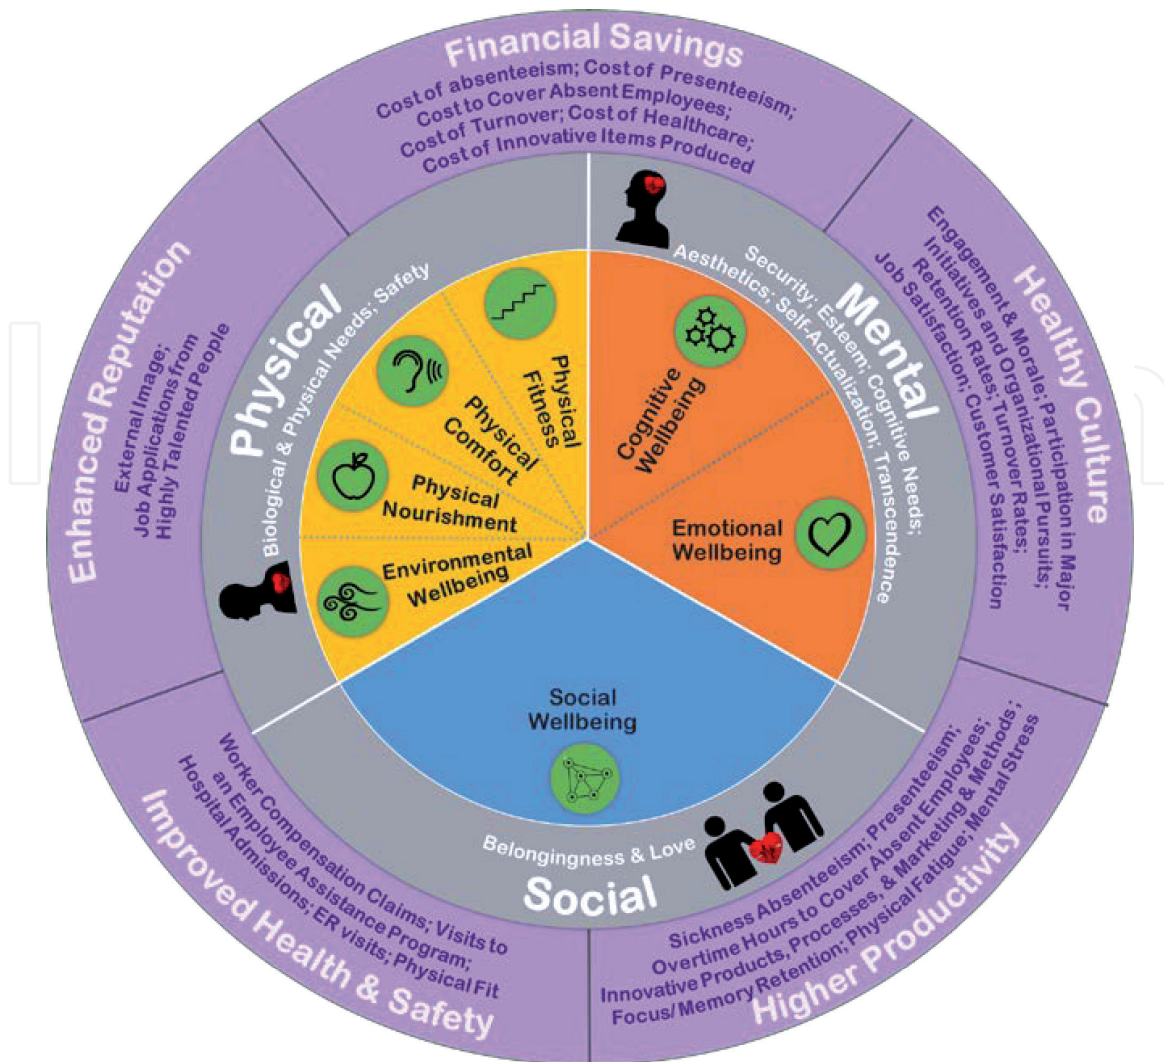 Financial Savings
Cost of absenteeism; Cost of Presenteeism;
Cost to Cover Absent Employees;
Cost of Turnover; Cost of Healthcare;
Cost of Innovative Items Produced
Healthy Culture
Engagement & Morale; Participation in Major
Initiatives and Organizational Pursuits;
Retention Rates; Turnover Rates;
Job Satisfaction; Customer Satisfaction
Higher Productivity
Sickness Absenteeism; Presenteeism;
Overtime Hours to Cover Absent Employees;
Innovative Products, Processes, & Marketing & Methods;
Focus/Memory Retention; Physical Fatigue; Mental Stress
Improved Health & Safety
Worker Compensation Claims; Visits to
an Employee Assistance Program;
Hospital Admissions; ER visits; Physical Fit
Enhanced Reputation
External Image;
Job Applications from
Highly Talented People
Physical
Biological & Physical Needs; Safety
Mental
Security; Esteem; Cognitive Needs;
Aesthetics; Self-Actualization; Transcendence
Social
Belongingness & Love
Physical
Fitness
Physical
Comfort
Physical
Nourishment
Environmental
Wellbeing
Cognitive
Wellbeing
Emotional
Wellbeing
Social
Wellbeing